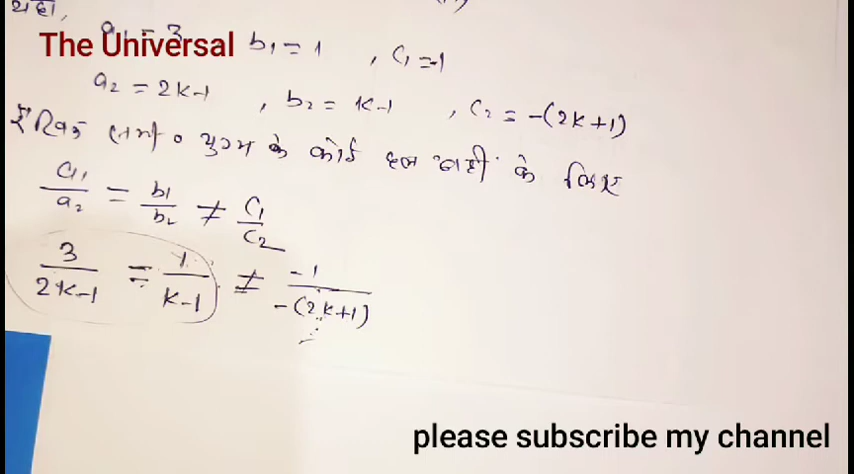 यहाँ,
a₁ = 3
The Universal b₁ = 1 , C₁ = -1
a₂ = 2k-1 , b₂ = k-1 , C₂ = -(2k+1)
रैखिक समी० युग्म के कोई हल नहीं के लिए
a₁/a₂ = b₁/b₂ ≠ C₁/C₂
3/2k-1 = 1/k-1 ≠ -1/-(2k+1)
please subscribe my channel